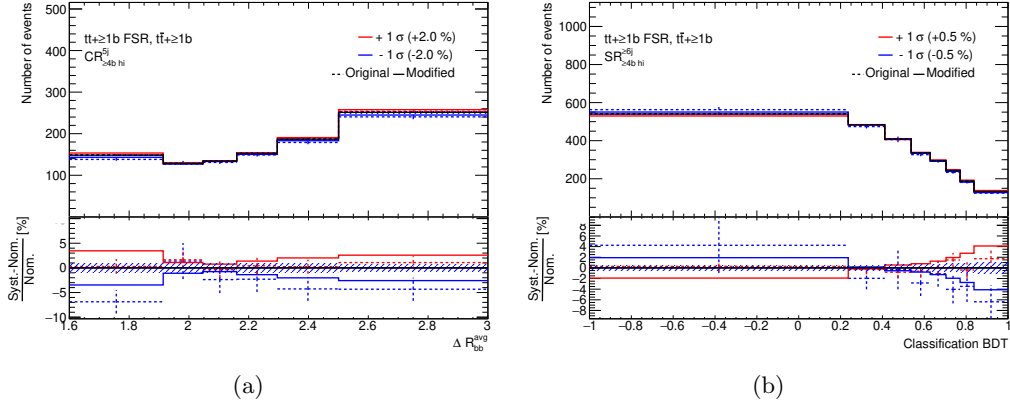 Number of events
500
400
300
200
100
tt+≥1b FSR, tt̄+≥1b
CR^{5j}_{≥4b hi}
+ 1 σ (+2.0 %)
- 1 σ (-2.0 %)
Original Modified
Syst.-Nom. [%]
Nom.
5
0
−5
−10
1.6 1.8 2 2.2 2.4 2.6 2.8 3
Δ R^{avg}_{bb}
(a)
Number of events
1000
800
600
400
200
tt+≥1b FSR, tt̄+≥1b
SR^{≥6j}_{≥4b hi}
+ 1 σ (+0.5 %)
- 1 σ (-0.5 %)
Original Modified
Syst.-Nom. [%]
Nom.
8
6
4
2
0
−2
−4
−6
−8
−1 −0.8 −0.6 −0.4 −0.2 0 0.2 0.4 0.6 0.8 1
Classification BDT
(b)